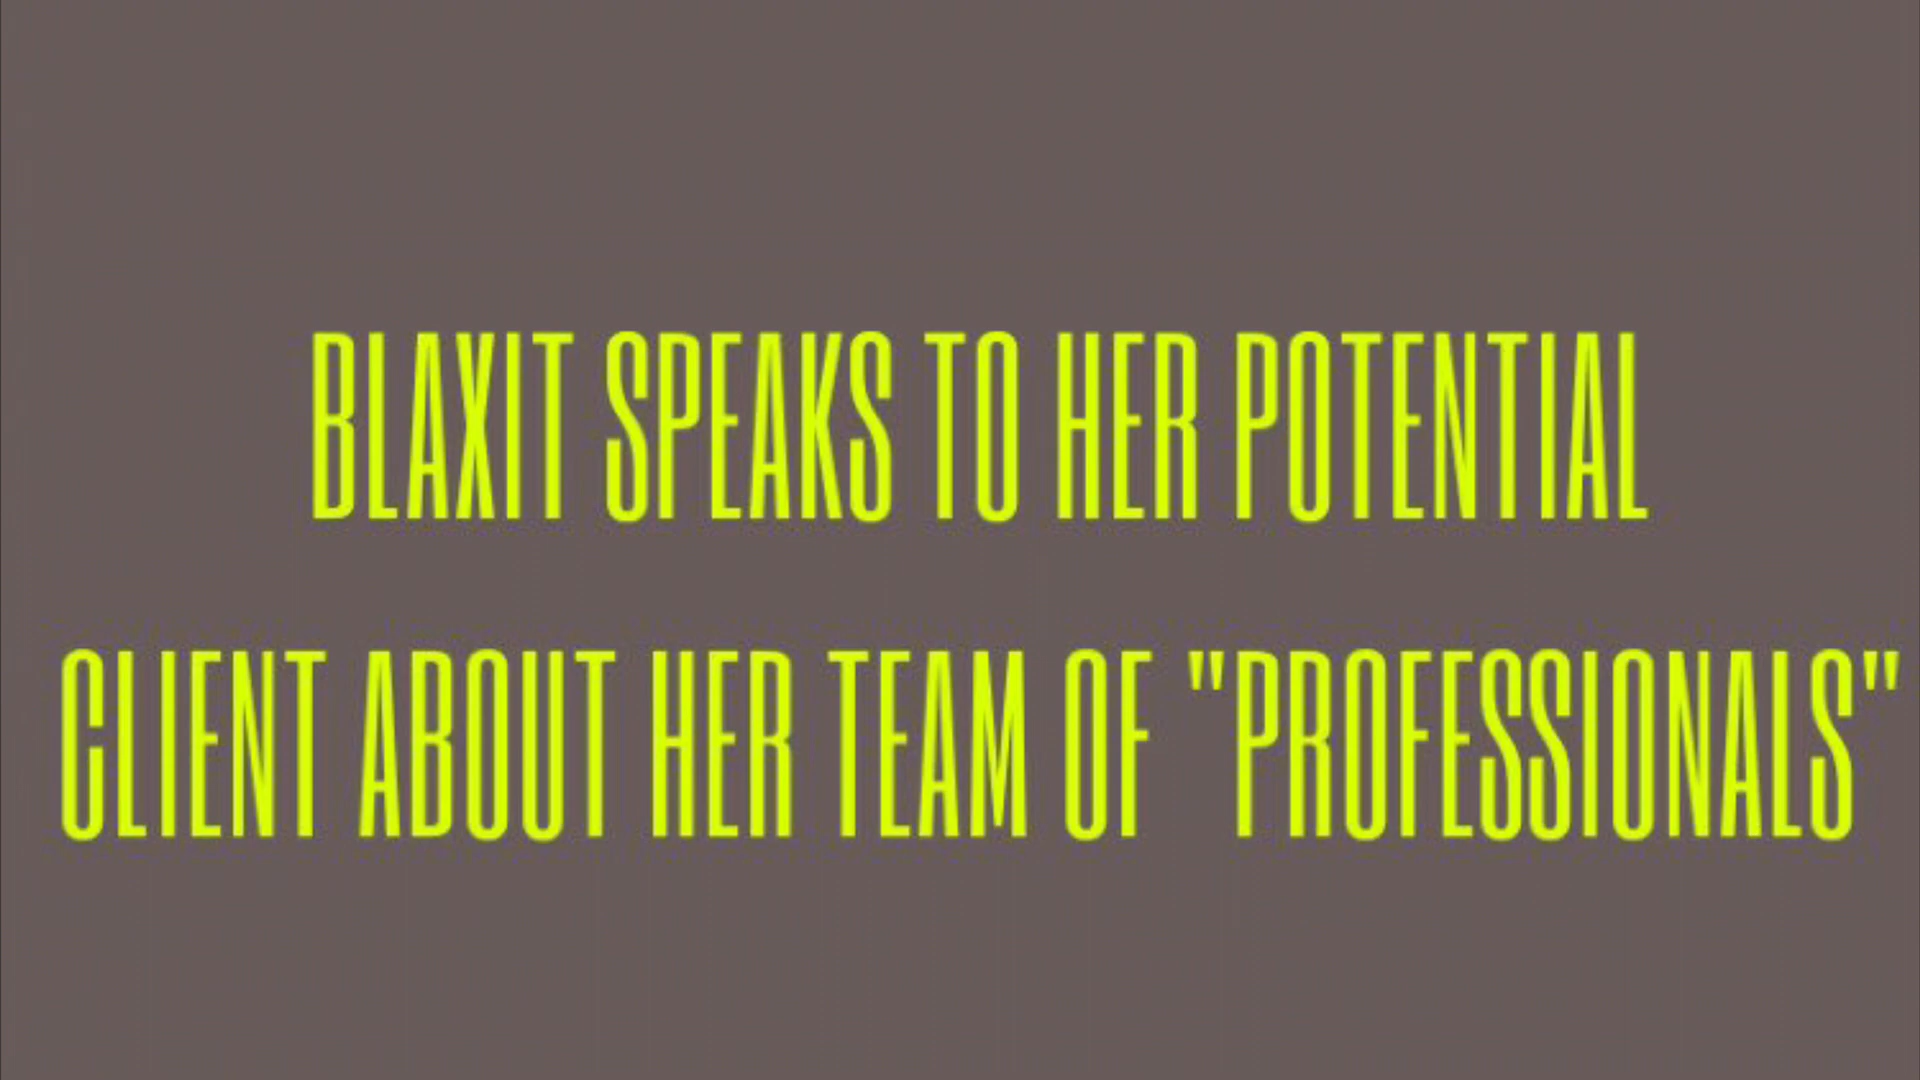 BLAXIT SPEAKS TO HER POTENTIAL
CLIENT ABOUT HER TEAM OF "PROFESSIONALS"